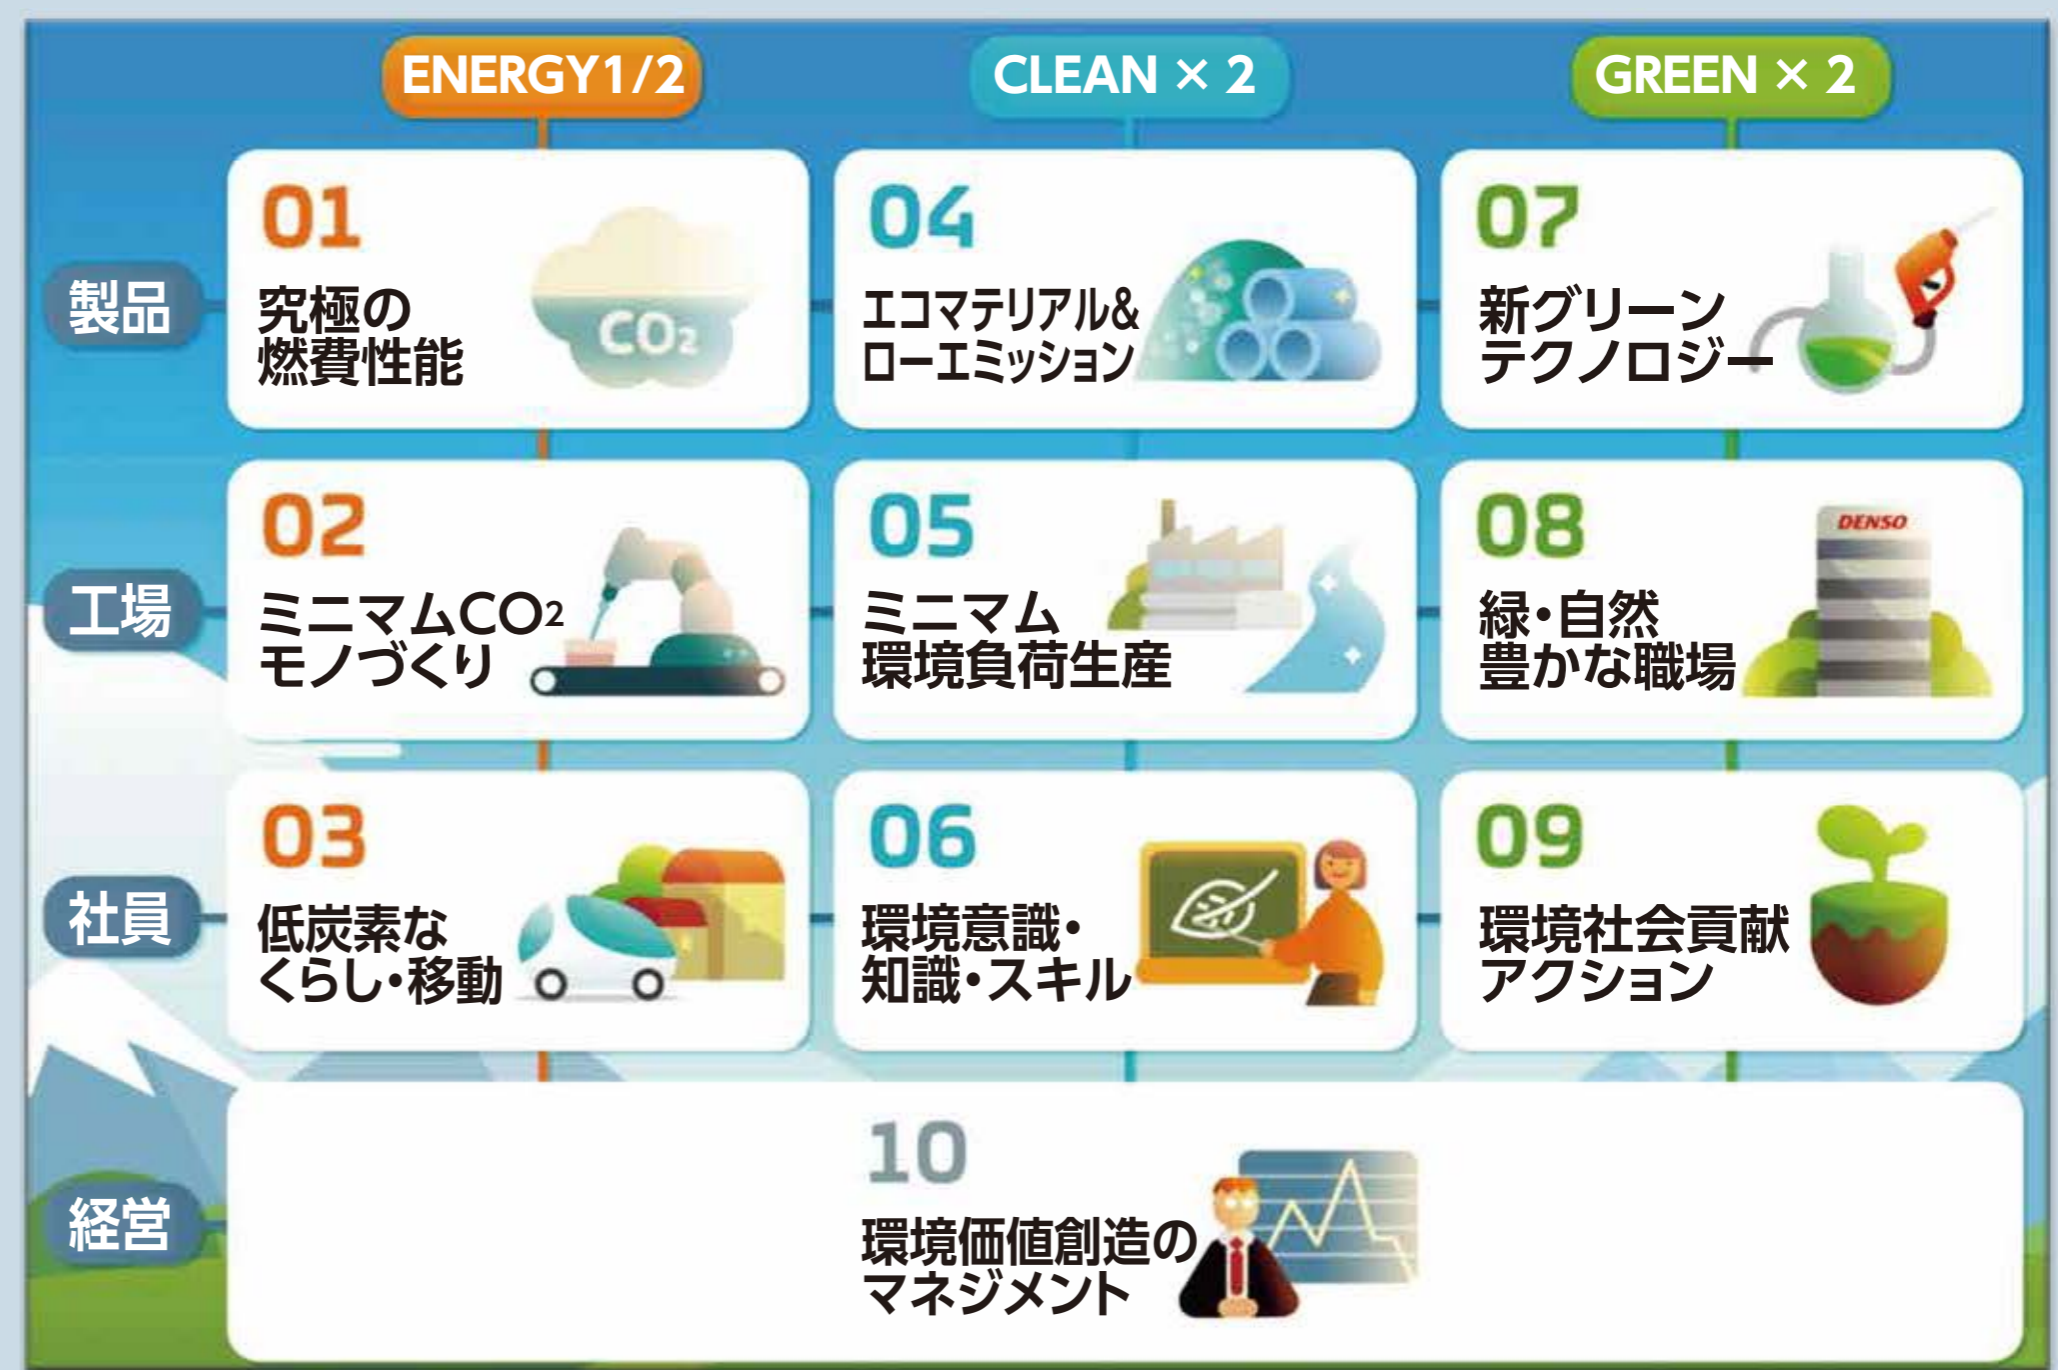 ENERGY1/2
CLEAN × 2
GREEN × 2
製品
01
究極の
燃費性能
CO₂
04
エコマテリアル&
ローエミッション
07
新グリーン
テクノロジー
工場
02
ミニマムCO₂
モノづくり
05
ミニマム
環境負荷生産
08
緑・自然
豊かな職場
DENSO
社員
03
低炭素な
くらし・移動
06
環境意識・
知識・スキル
09
環境社会貢献
アクション
経営
10
環境価値創造の
マネジメント